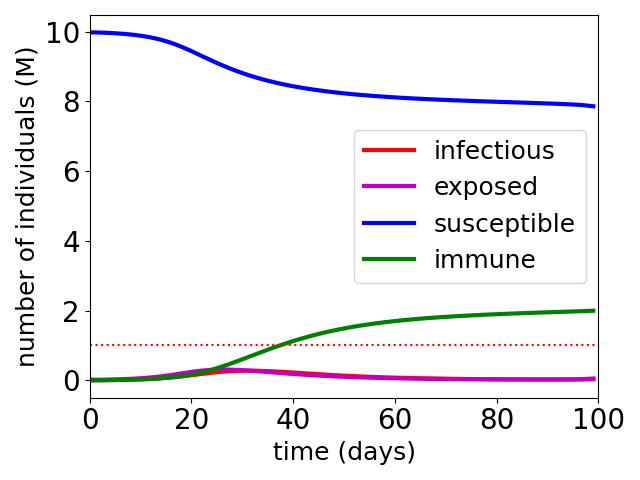 number of individuals (M)
10
8
6
4
2
0
infectious
exposed
susceptible
immune
0 20 40 60 80 100
time (days)